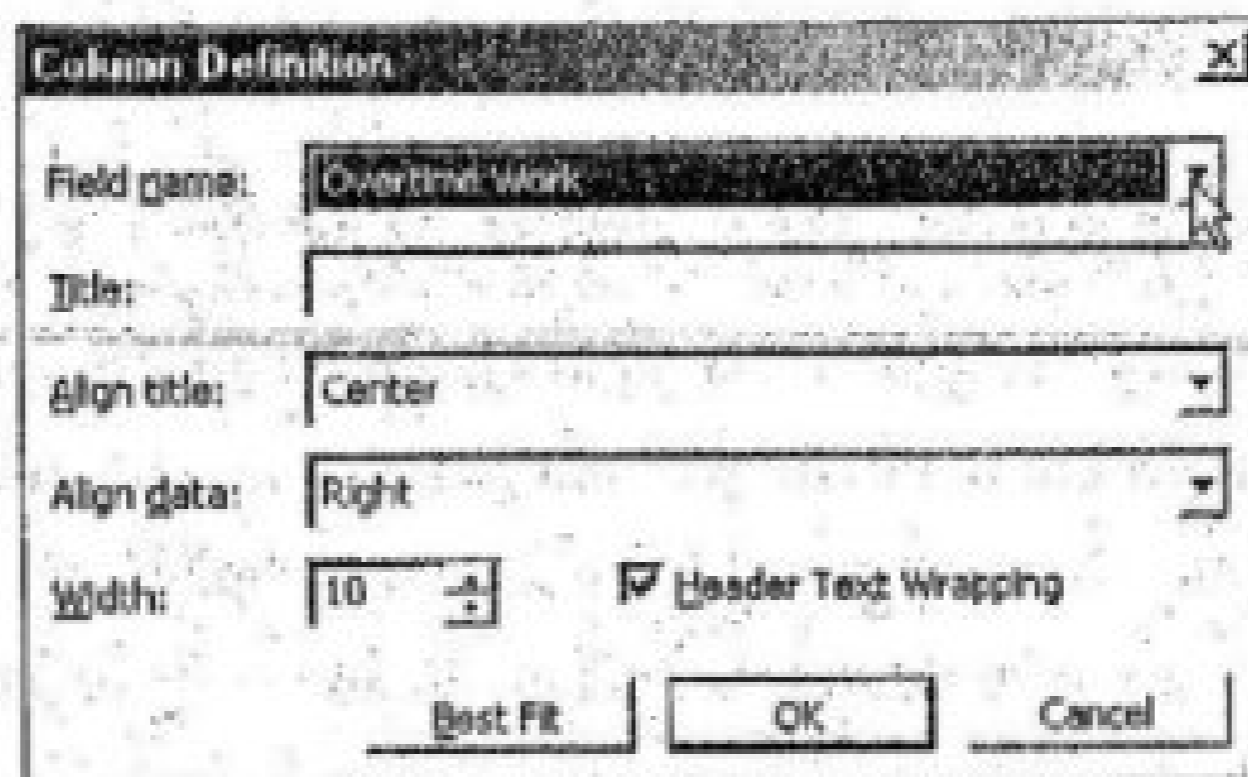 Column Definition
Field name: Overtime Work
Title:
Align title: Center
Align data: Right
Width: 10 Header Text Wrapping
Best Fit OK Cancel